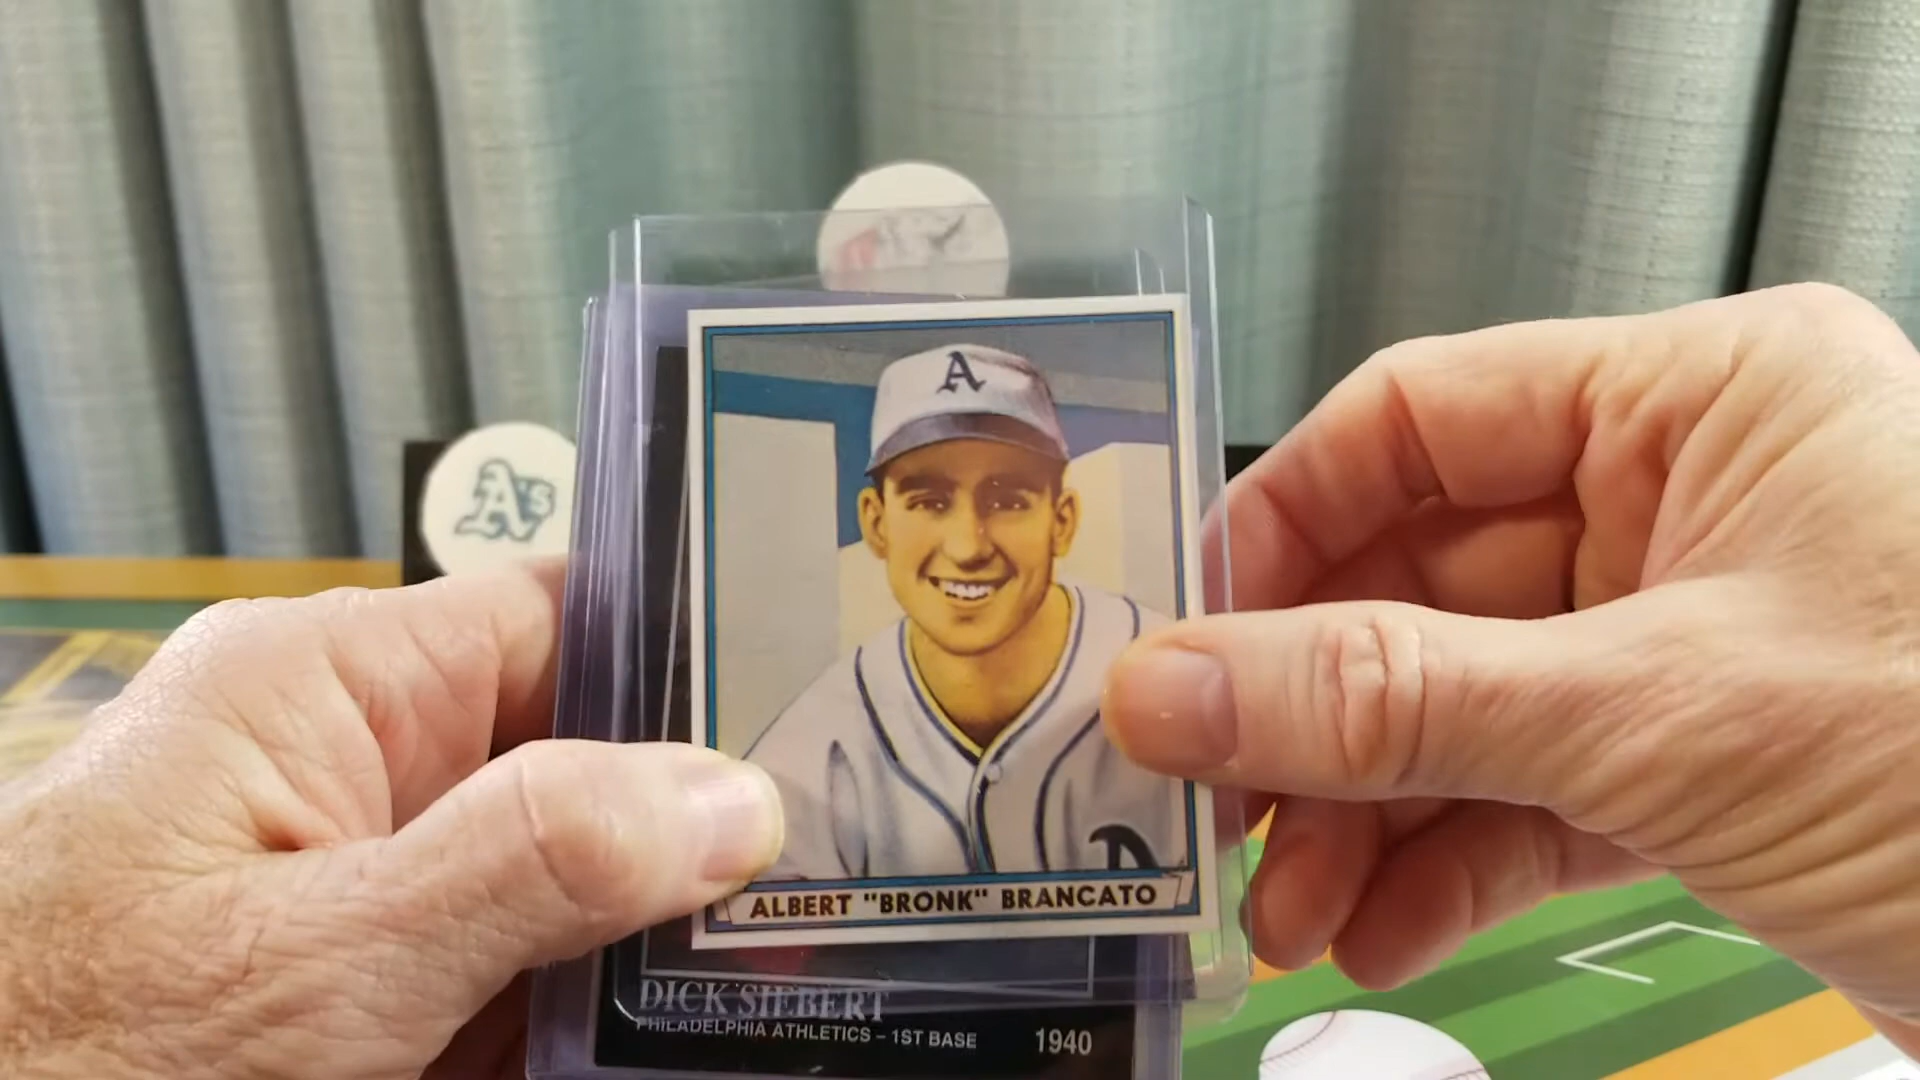 A
A's
A
ALBERT "BRONK" BRANCATO
DICK SIEBERT
PHILADELPHIA ATHLETICS – 1ST BASE
1940